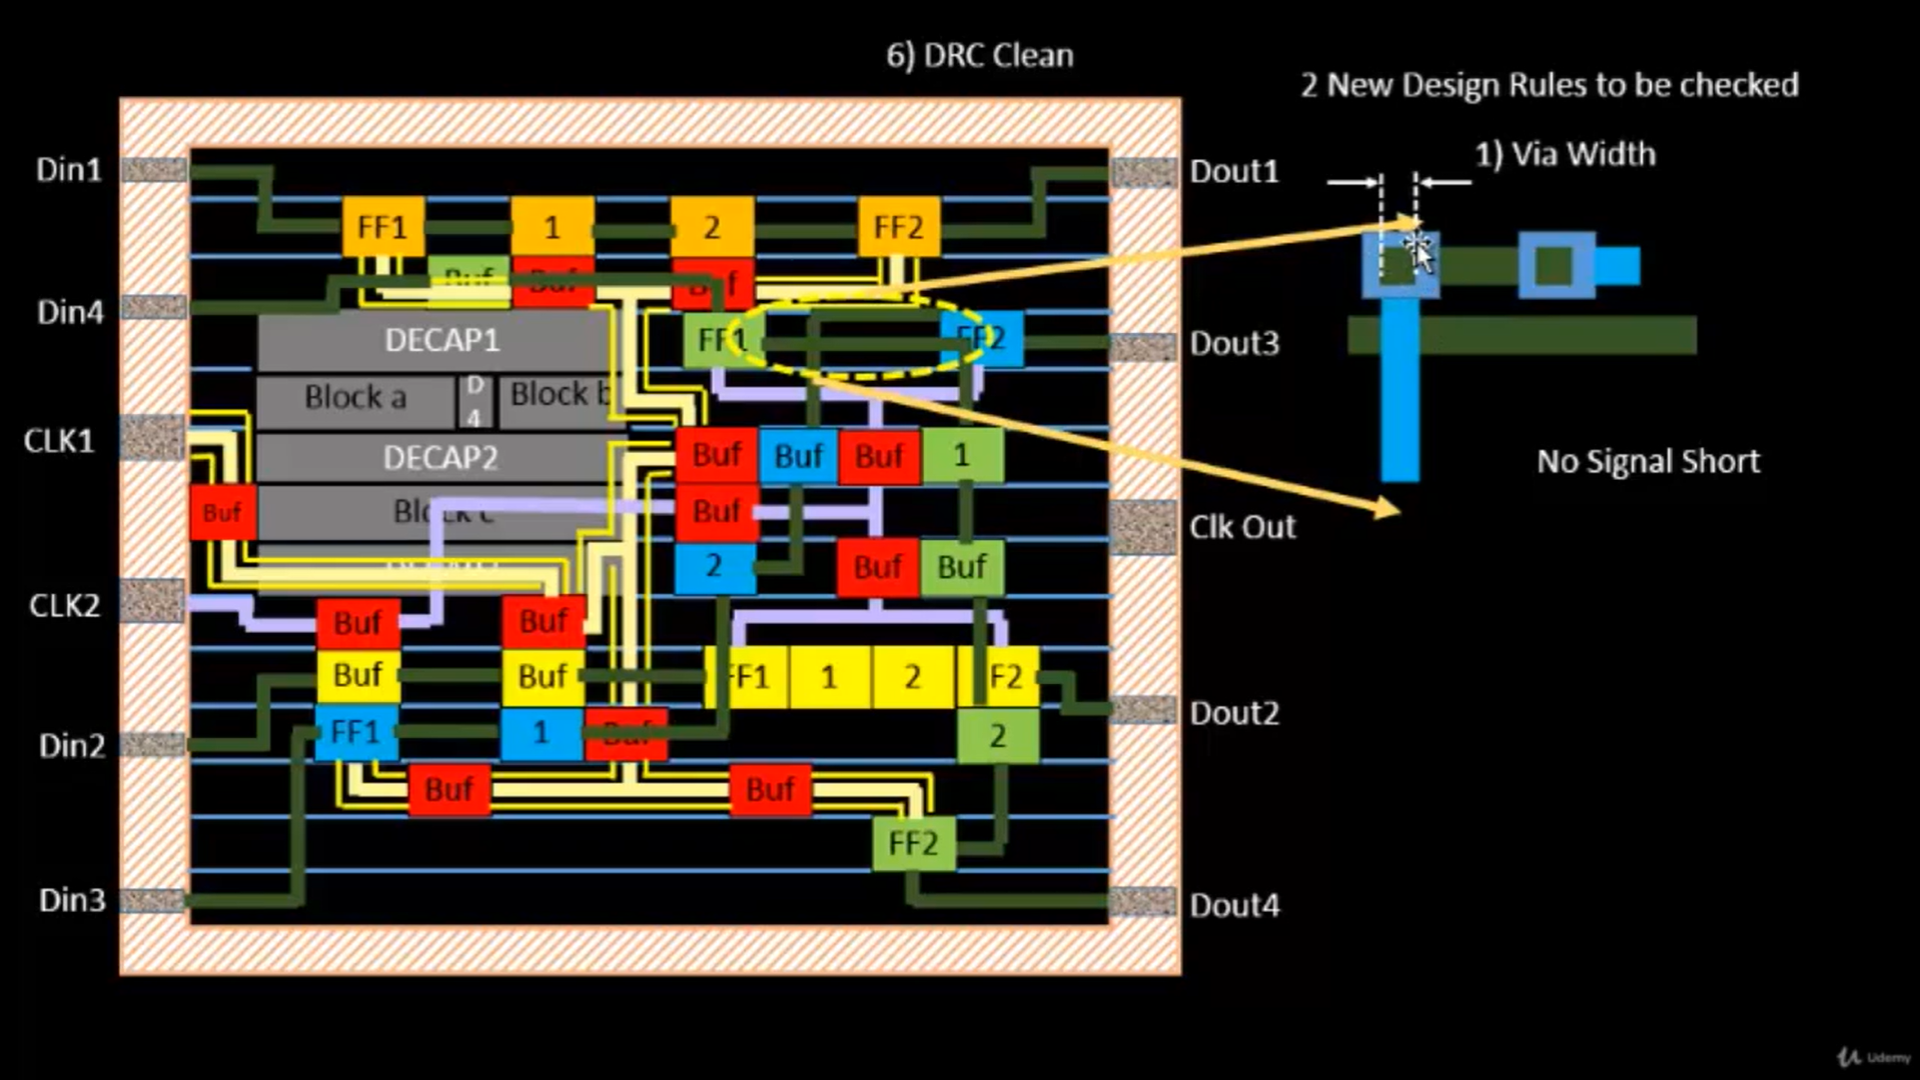 6) DRC Clean
2 New Design Rules to be checked
1) Via Width
Din1
Dout1
FF1
1
2
FF2
Buf
Buf
Buf
Din4
DECAP1
FF1
FF2
Dout3
Block a
D
4
Block b
CLK1
DECAP2
Buf
Buf
Buf
1
No Signal Short
Buf
Block c
Buf
Clk Out
2
Buf
Buf
CLK2
Buf
Buf
Buf
Buf
FF1
1
2
F2
Dout2
Din2
FF1
1
Buf
2
Buf
Buf
FF2
Din3
Dout4
Udemy